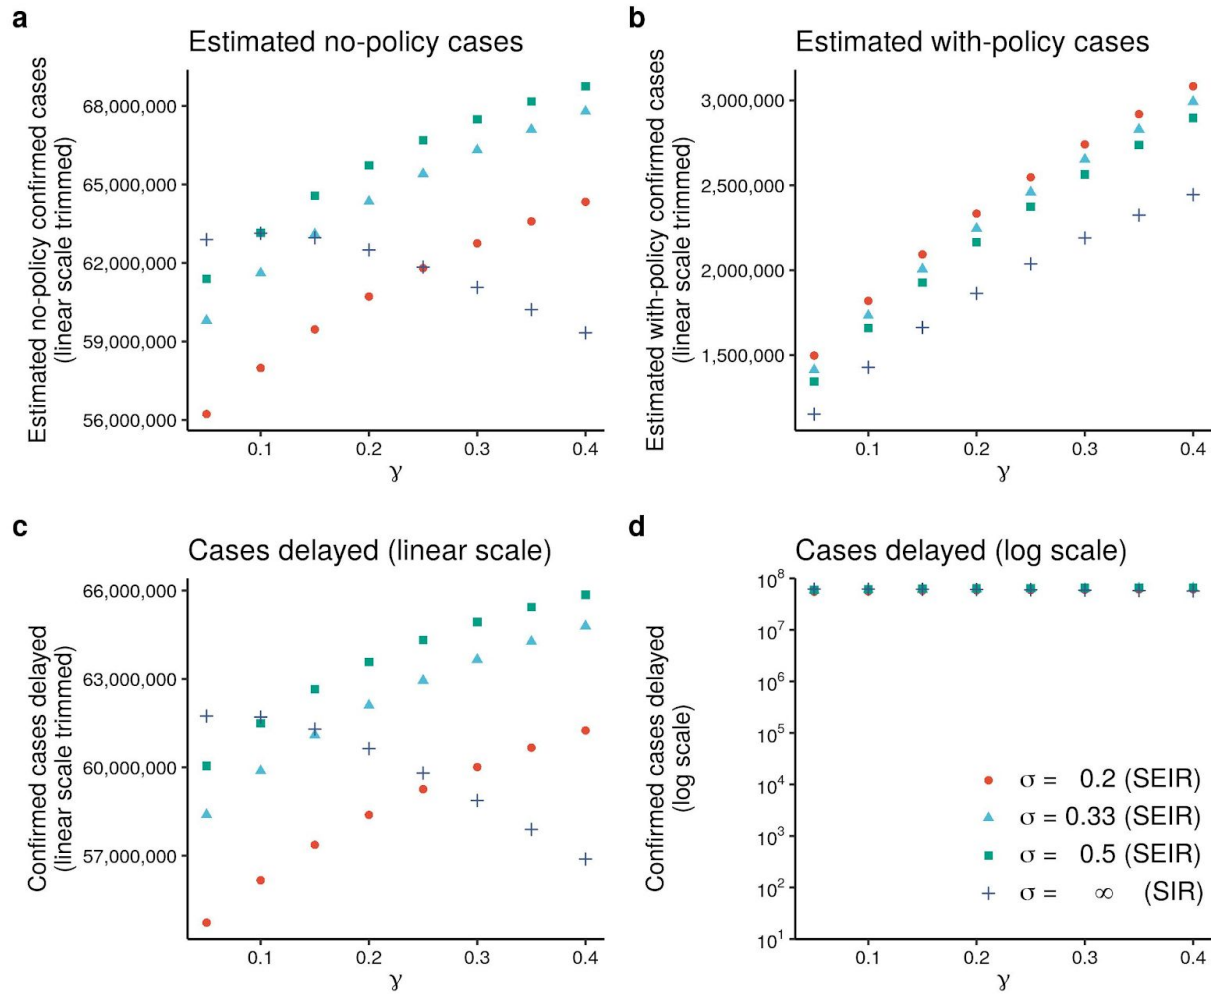 a
Estimated no-policy cases
Estimated no-policy confirmed cases
(linear scale trimmed)
68,000,000
65,000,000
62,000,000
59,000,000
56,000,000
0.1
0.2
0.3
0.4
γ
b
Estimated with-policy cases
Estimated with-policy confirmed cases
(linear scale trimmed)
3,000,000
2,500,000
2,000,000
1,500,000
0.1
0.2
0.3
0.4
γ
c
Cases delayed (linear scale)
Confirmed cases delayed
(linear scale trimmed)
66,000,000
63,000,000
60,000,000
57,000,000
0.1
0.2
0.3
0.4
γ
d
Cases delayed (log scale)
Confirmed cases delayed
(log scale)
10⁸
10⁷
10⁶
10⁵
10⁴
10³
10²
10¹
σ = 0.2 (SEIR)
σ = 0.33 (SEIR)
σ = 0.5 (SEIR)
σ = ∞ (SIR)
0.1
0.2
0.3
0.4
γ